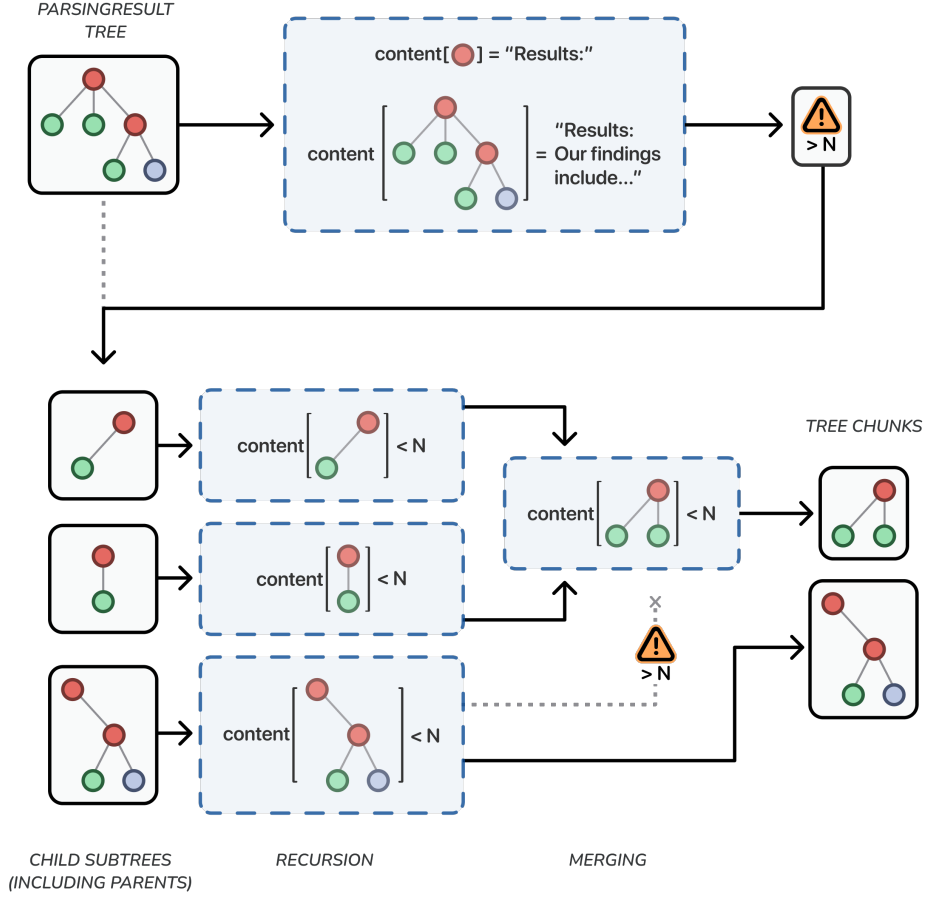 PARSINGRESULT
TREE
content[ ] = “Results:”
content[ ] = “Results:
Our findings
include...”
> N
content[ ] < N
content[ ] < N
content[ ] < N
content[ ] < N
> N
TREE CHUNKS
CHILD SUBTREES
(INCLUDING PARENTS)
RECURSION
MERGING